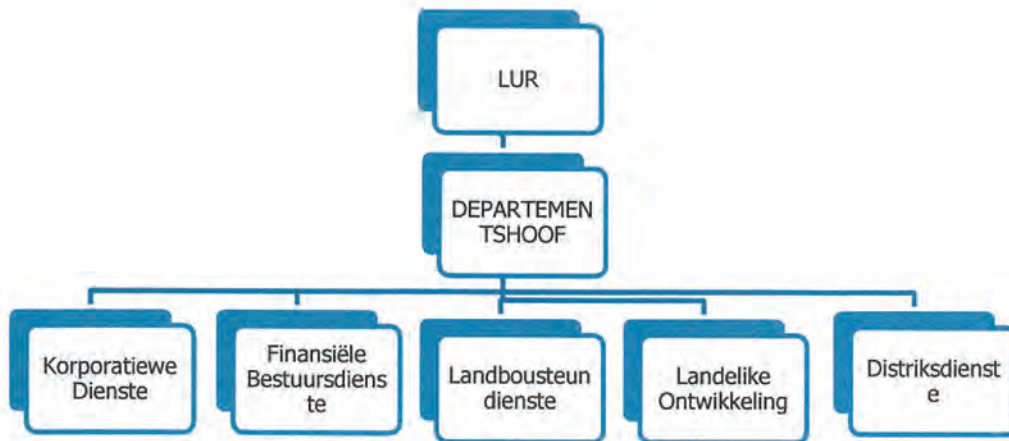 LUR
DEPARTEMEN
TSHOOF
Korporatiewe
Dienste
Finansiële
Bestuursdiens
te
Landbousteun
dienste
Landelike
Ontwikkeling
Distriksdienst
e